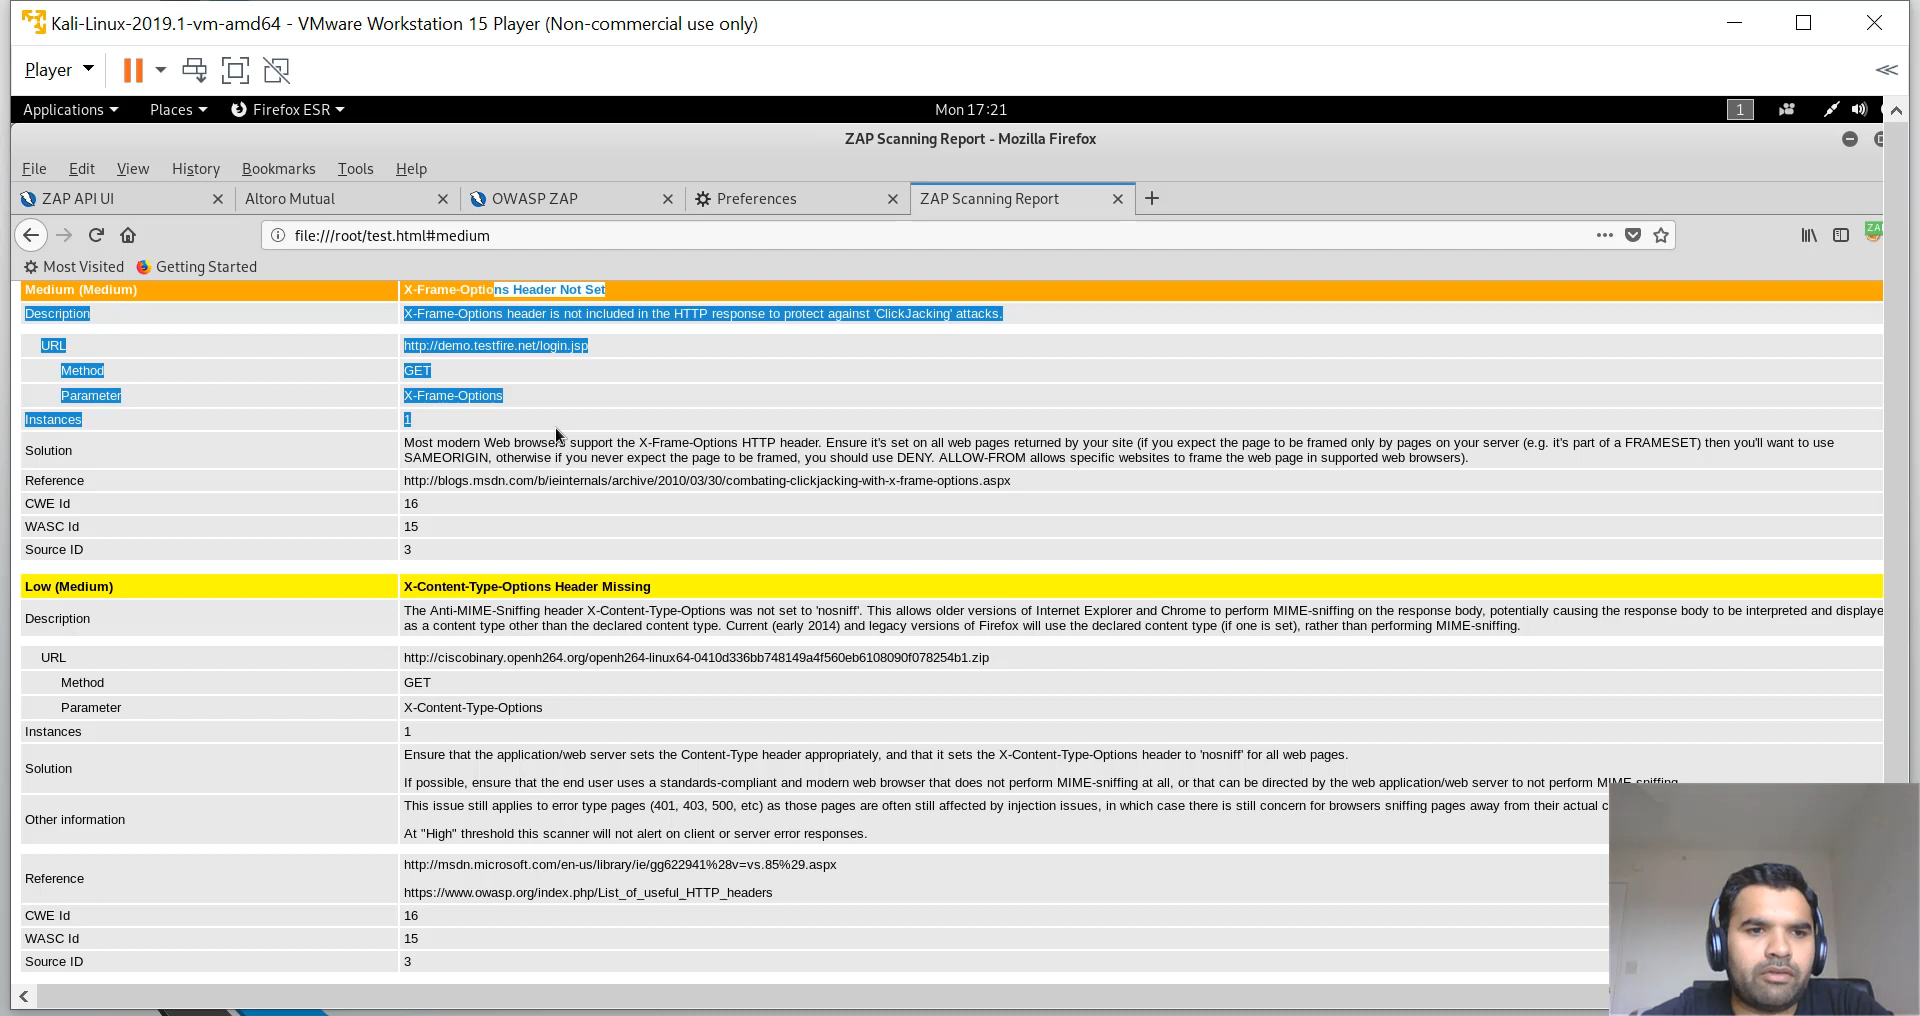 Kali-Linux-2019.1-vm-amd64 - VMware Workstation 15 Player (Non-commercial use only)
Player
Applications Places Firefox ESR Mon 17:21 1
ZAP Scanning Report - Mozilla Firefox
File Edit View History Bookmarks Tools Help
ZAP API UI Altoro Mutual OWASP ZAP Preferences ZAP Scanning Report
file:///root/test.html#medium
Most Visited Getting Started
Medium (Medium) X-Frame-Options Header Not Set
Description X-Frame-Options header is not included in the HTTP response to protect against 'ClickJacking' attacks.
URL http://demo.testfire.net/login.jsp
Method GET
Parameter X-Frame-Options
Instances 1
Solution Most modern Web browsers support the X-Frame-Options HTTP header. Ensure it's set on all web pages returned by your site (if you expect the page to be framed only by pages on your server (e.g. it's part of a FRAMESET) then you'll want to use
SAMEORIGIN, otherwise if you never expect the page to be framed, you should use DENY. ALLOW-FROM allows specific websites to frame the web page in supported web browsers).
Reference http://blogs.msdn.com/b/ieinternals/archive/2010/03/30/combating-clickjacking-with-x-frame-options.aspx
CWE Id 16
WASC Id 15
Source ID 3
Low (Medium) X-Content-Type-Options Header Missing
Description The Anti-MIME-Sniffing header X-Content-Type-Options was not set to 'nosniff'. This allows older versions of Internet Explorer and Chrome to perform MIME-sniffing on the response body, potentially causing the response body to be interpreted and displaye
as a content type other than the declared content type. Current (early 2014) and legacy versions of Firefox will use the declared content type (if one is set), rather than performing MIME-sniffing.
URL http://ciscobinary.openh264.org/openh264-linux64-0410d336bb748149a4f560eb6108090f078254b1.zip
Method GET
Parameter X-Content-Type-Options
Instances 1
Solution Ensure that the application/web server sets the Content-Type header appropriately, and that it sets the X-Content-Type-Options header to 'nosniff' for all web pages.
If possible, ensure that the end user uses a standards-compliant and modern web browser that does not perform MIME-sniffing at all, or that can be directed by the web application/web server to not perform MIME-sniffing.
Other information This issue still applies to error type pages (401, 403, 500, etc) as those pages are often still affected by injection issues, in which case there is still concern for browsers sniffing pages away from their actual c
At "High" threshold this scanner will not alert on client or server error responses.
Reference http://msdn.microsoft.com/en-us/library/ie/gg622941%28v=vs.85%29.aspx
https://www.owasp.org/index.php/List_of_useful_HTTP_headers
CWE Id 16
WASC Id 15
Source ID 3